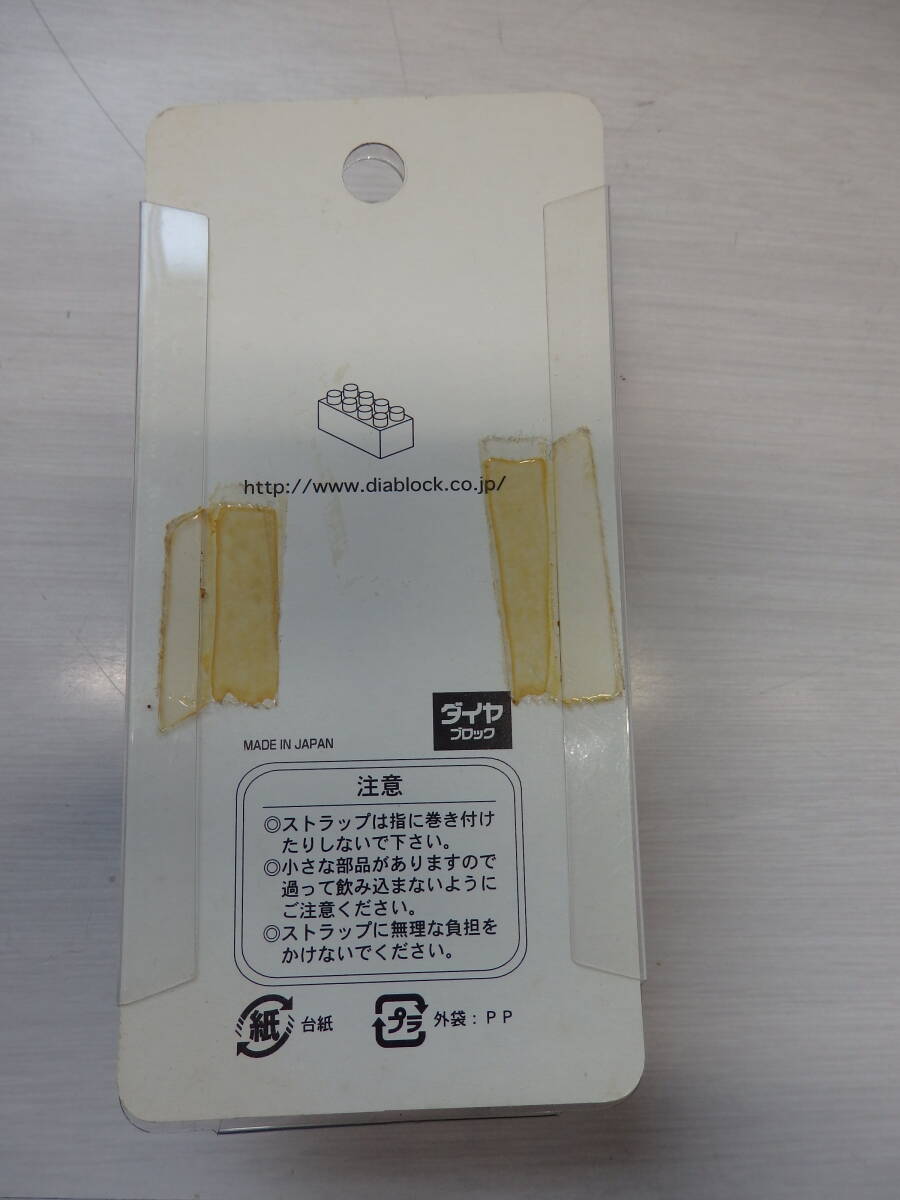 http://www.diablock.co.jp/
ダイヤ
ブロック
MADE IN JAPAN
注意
◎ストラップは指に巻き付け
たりしないで下さい。
◎小さな部品がありますので
過って飲み込まないように
ご注意ください。
◎ストラップに無理な負担を
かけないでください。
紙 台紙
プラ 外袋：ＰＰ